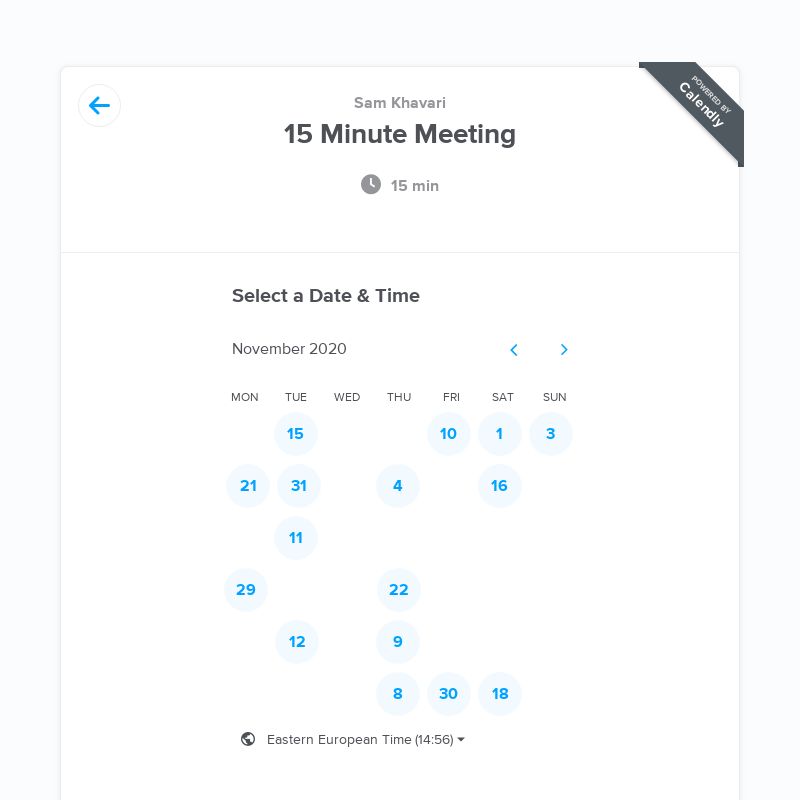 POWERED BY
Calendly
Sam Khavari
15 Minute Meeting
15 min
Select a Date & Time
November 2020
MON TUE WED THU FRI SAT SUN
15 10 1 3
21 31 4 16
11
29 22
12 9
8 30 18
Eastern European Time (14:56)